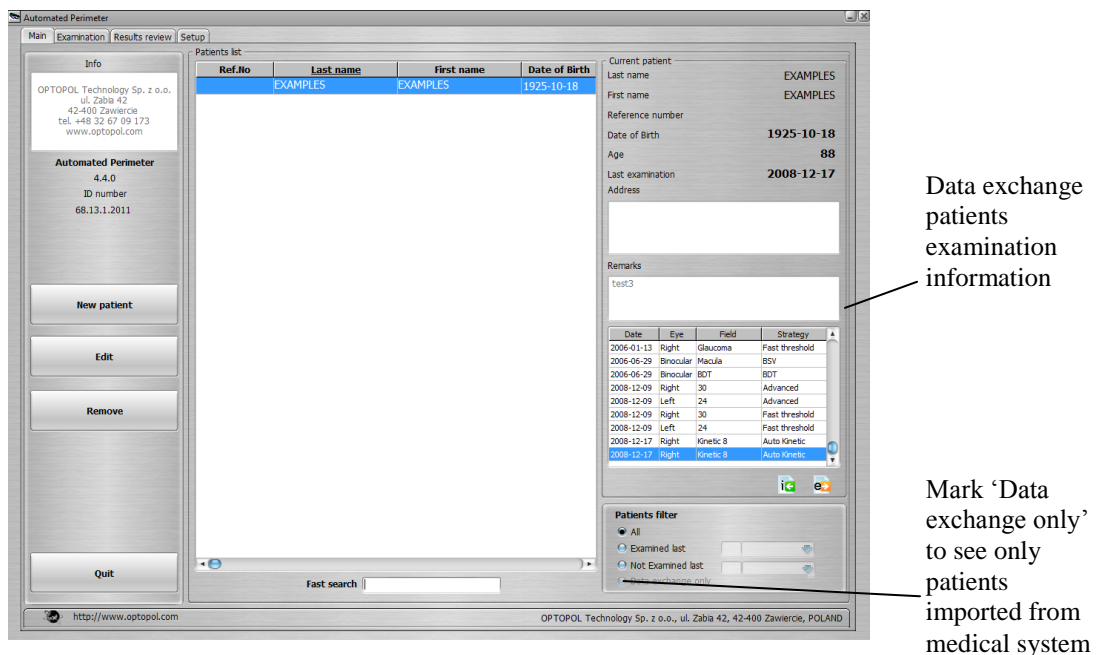 Automated Perimeter
Main Examination Results review Setup
Info
OPTOPOL Technology Sp. z o.o.
ul. Zabia 42
42-400 Zawiercie
tel. +48 32 67 09 173
www.optopol.com
Automated Perimeter
4.4.0
ID number
68.13.1.2011
New patient
Edit
Remove
Quit
Patients list
Ref.No Last name First name Date of Birth
EXAMPLES EXAMPLES 1925-10-18
Fast search
Current patient
Last name EXAMPLES
First name EXAMPLES
Reference number
Date of Birth 1925-10-18
Age 88
Last examination 2008-12-17
Address
Remarks
test3
Date Eye Field Strategy
2006-01-13 Right Glaucoma Fast threshold
2006-06-29 Binocular Macula BSV
2006-06-29 Binocular BDT BDT
2008-12-09 Right 30 Advanced
2008-12-09 Left 24 Advanced
2008-12-09 Right 30 Fast threshold
2008-12-09 Left 24 Fast threshold
2008-12-17 Right Kinetic 8 Auto Kinetic
2008-12-17 Right Kinetic 8 Auto Kinetic
i e
Patients filter
All
Examined last
Not Examined last
Data exchange only
http://www.optopol.com
OPTOPOL Technology Sp. z o.o., ul. Zabia 42, 42-400 Zawiercie, POLAND
Data exchange
patients
examination
information
Mark ‘Data
exchange only’
to see only
patients
imported from
medical system